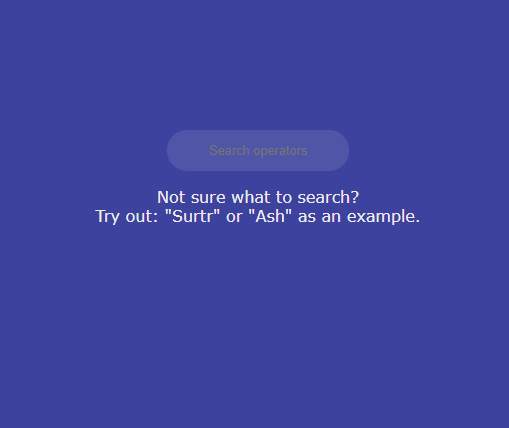 Search operators
Not sure what to search?
Try out: "Surtr" or "Ash" as an example.